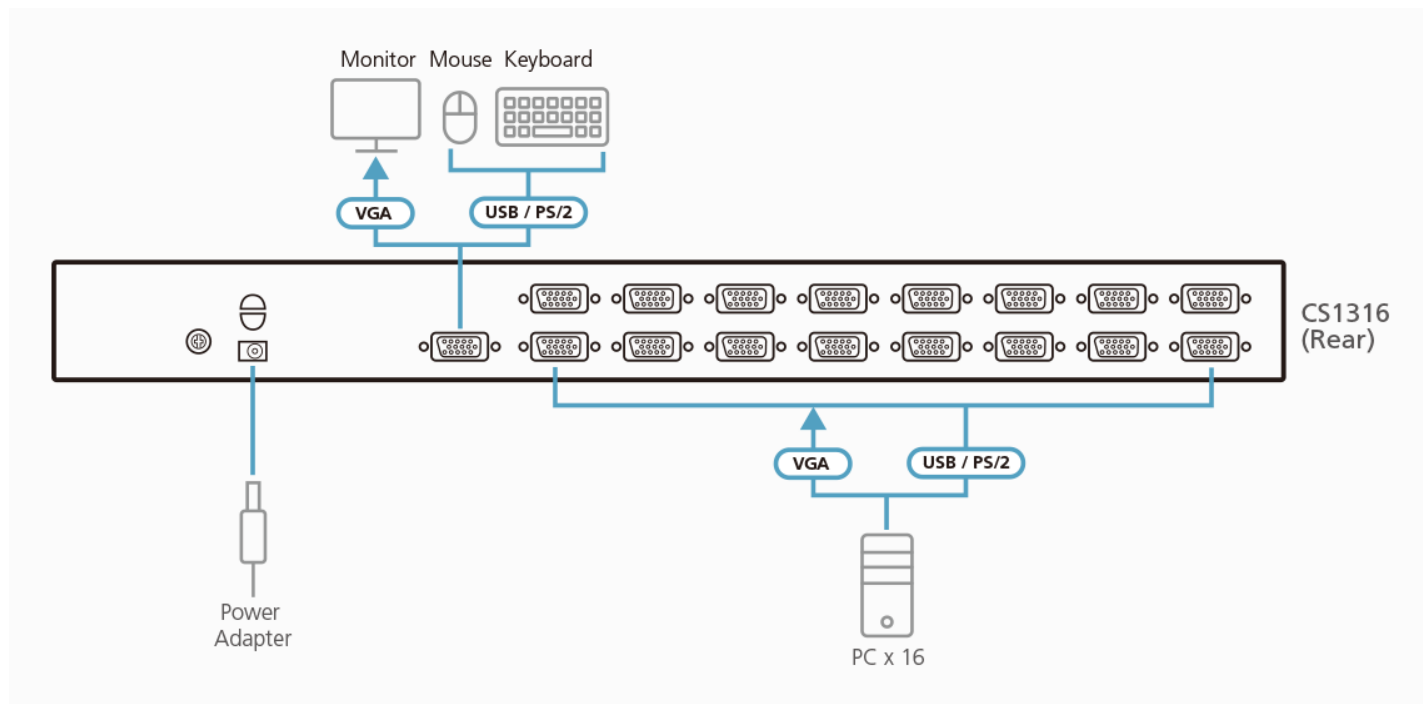 Monitor Mouse Keyboard
VGA
USB / PS/2
CS1316
(Rear)
VGA
USB / PS/2
Power
Adapter
PC x 16